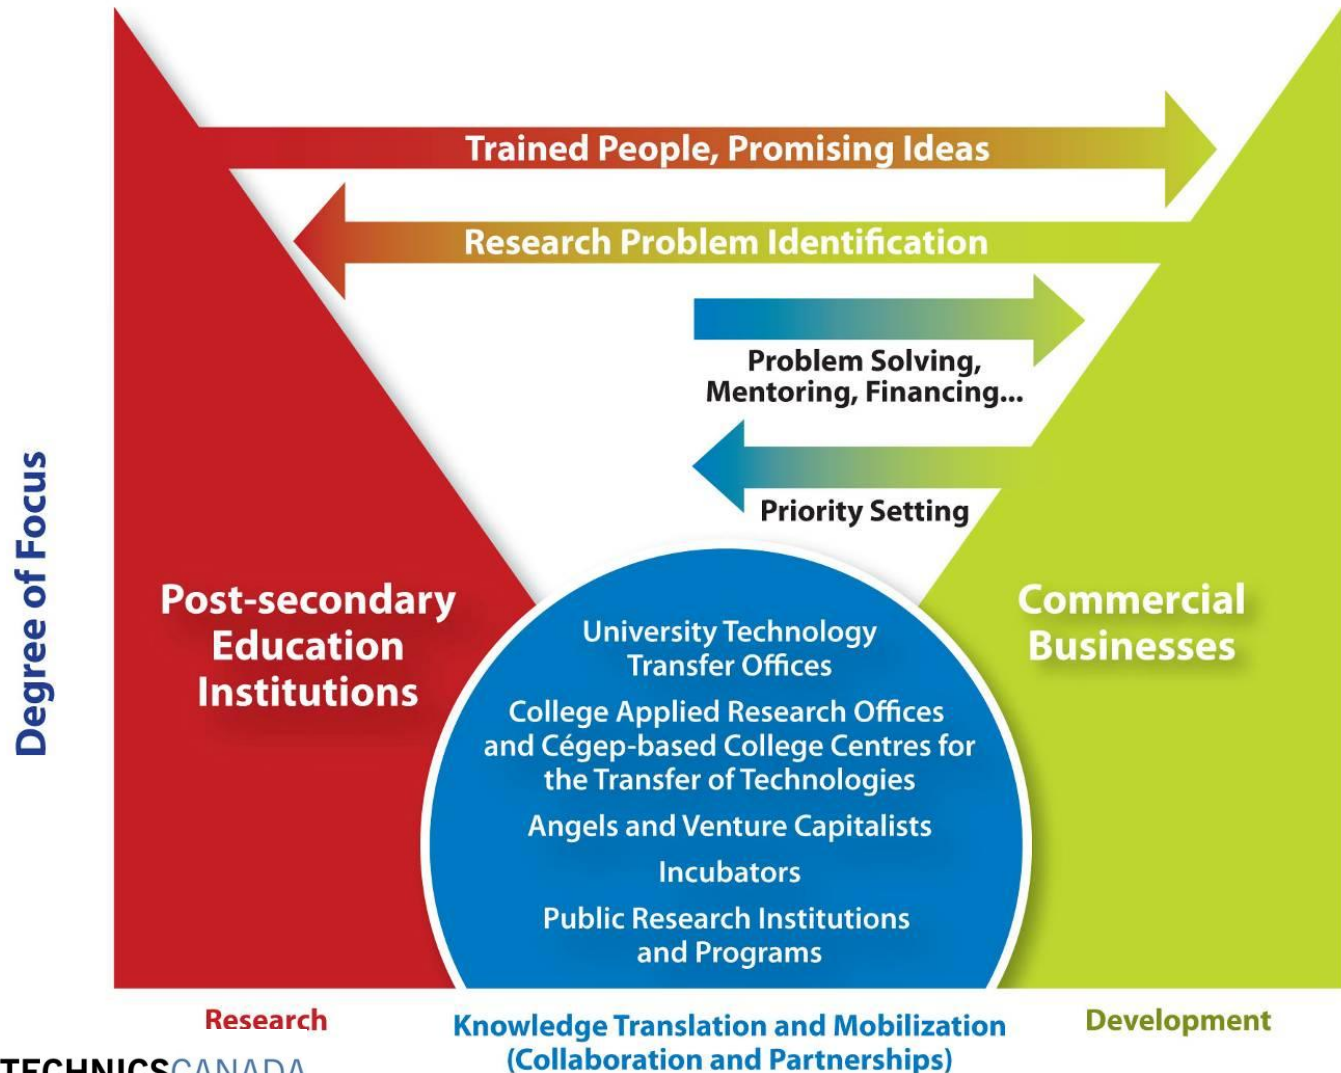 Trained People, Promising Ideas
Research Problem Identification
Problem Solving,
Mentoring, Financing...
Priority Setting
Degree of Focus
Post-secondary
Education
Institutions
University Technology
Transfer Offices
College Applied Research Offices
and Cégep-based College Centres for
the Transfer of Technologies
Angels and Venture Capitalists
Incubators
Public Research Institutions
and Programs
Commercial
Businesses
Research
Knowledge Translation and Mobilization
(Collaboration and Partnerships)
Development
TECHNICSCANADA